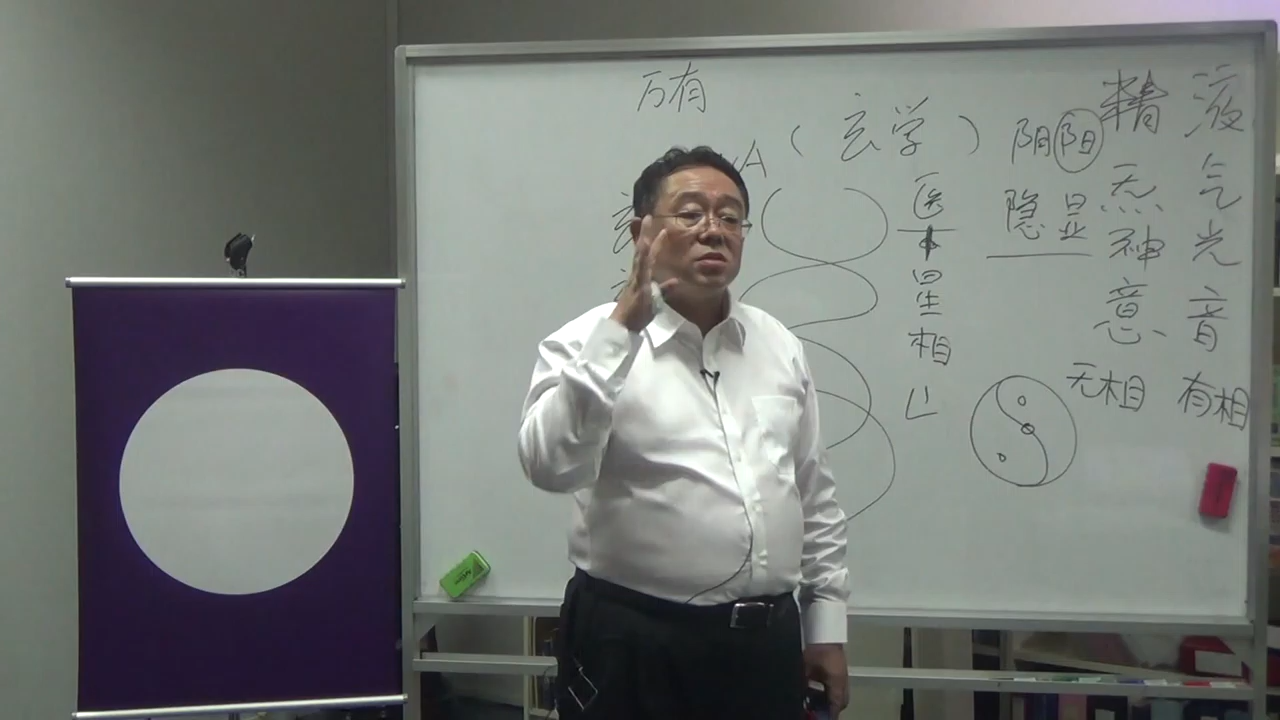 万有
（玄学）
医
卜
星
相
山
阴阳
隐显
精 液
炁 气
神 光
意 音
无相 有相